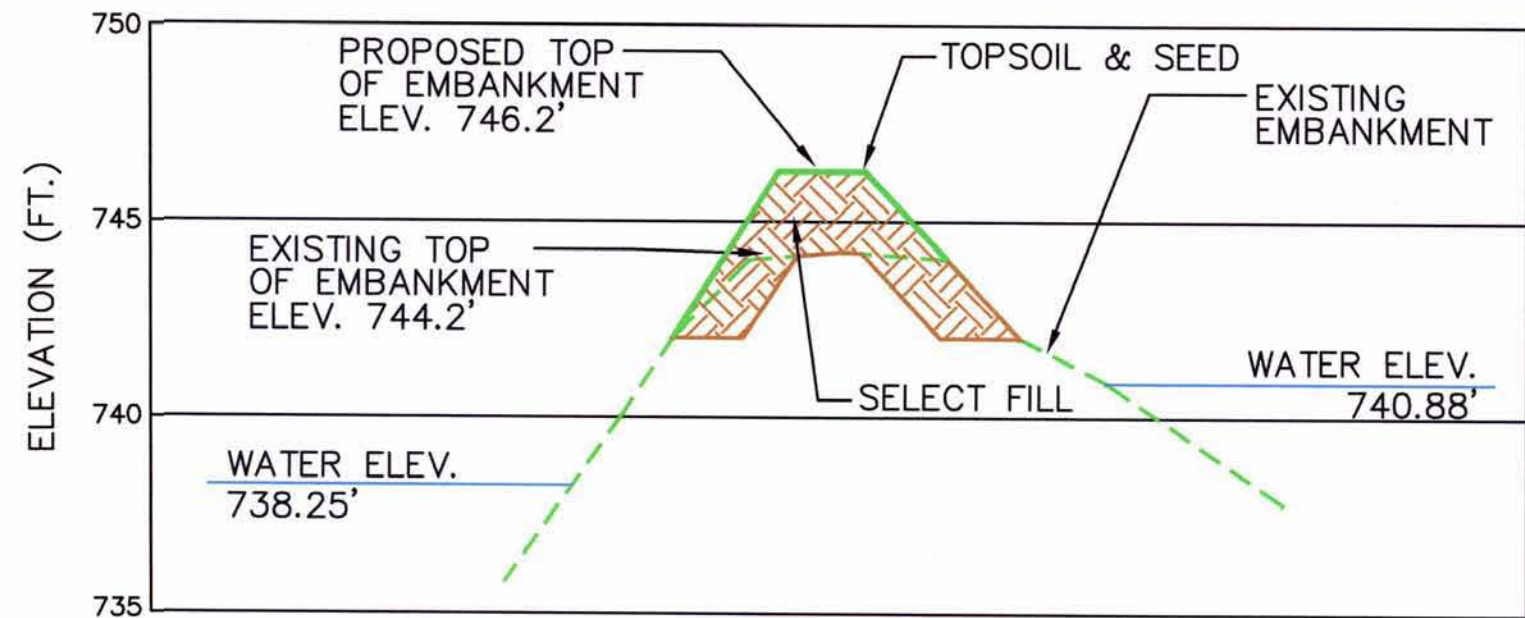 750
PROPOSED TOP
OF EMBANKMENT
ELEV. 746.2'
TOPSOIL & SEED
EXISTING
EMBANKMENT
ELEVATION (FT.)
745
EXISTING TOP
OF EMBANKMENT
ELEV. 744.2'
SELECT FILL
WATER ELEV.
740.88'
740
WATER ELEV.
738.25'
735